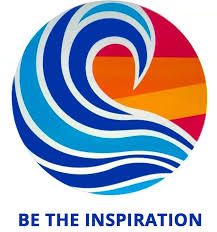 BE THE INSPIRATION